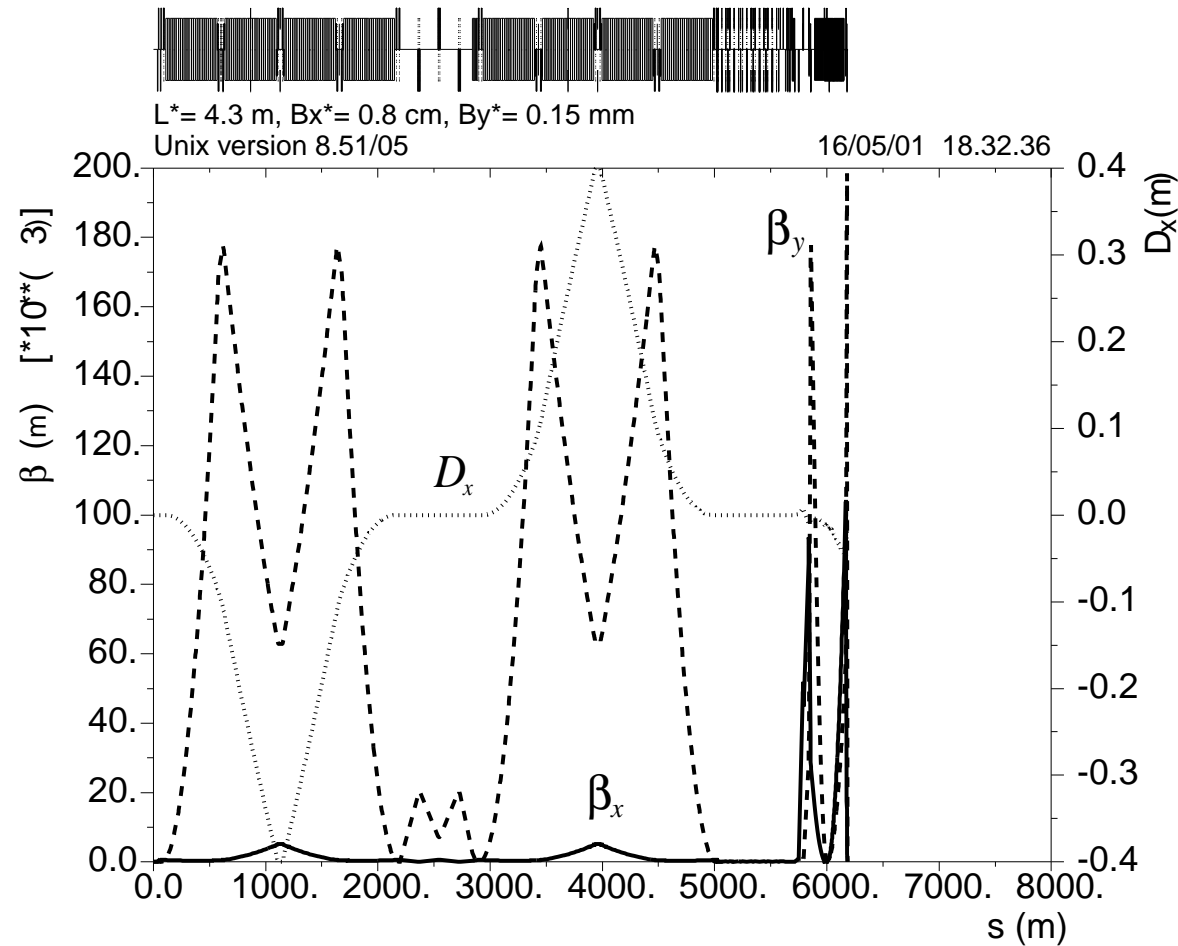 L*= 4.3 m, Bx*= 0.8 cm, By*= 0.15 mm
Unix version 8.51/05 16/05/01 18.32.36
β (m) [*10**( 3)]
200.
180.
160.
140.
120.
100.
80.
60.
40.
20.
0.0
0.4
0.3
0.2
0.1
0.0
-0.1
-0.2
-0.3
-0.4
Dx(m)
βy
Dx
βx
0.0 1000. 2000. 3000. 4000. 5000. 6000. 7000. 8000.
s (m)